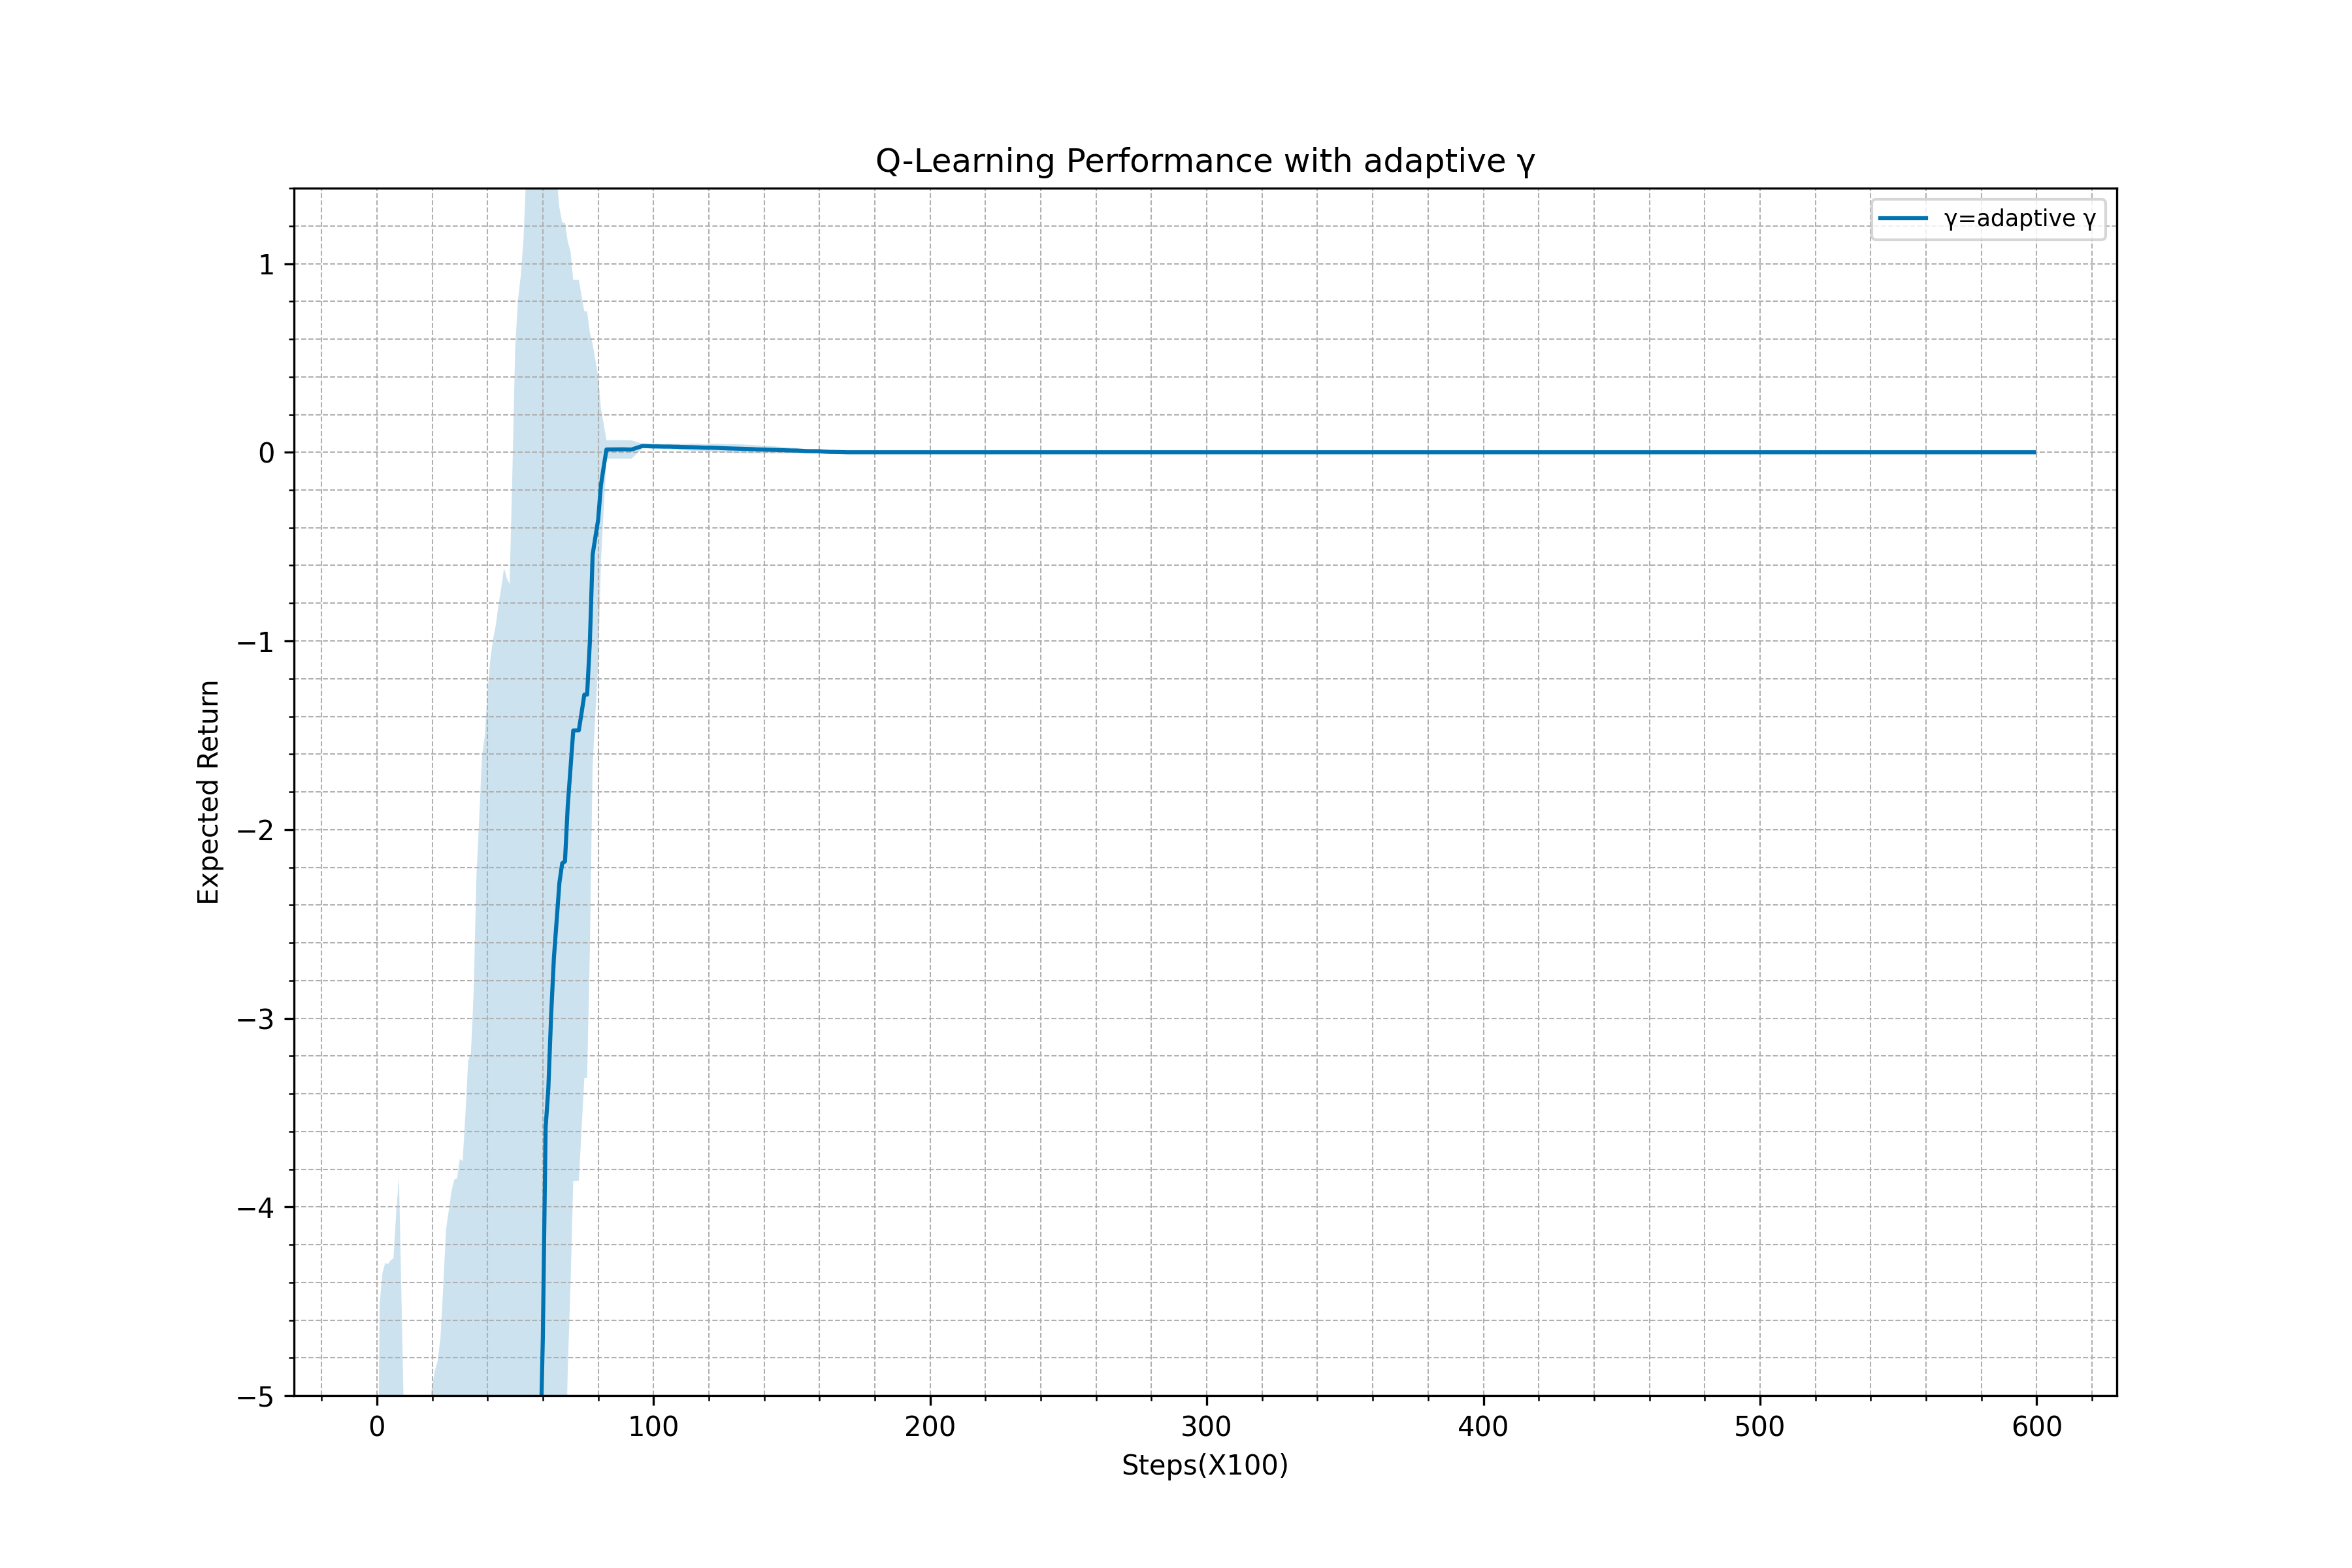 Q-Learning Performance with adaptive γ
γ=adaptive γ
1
0
−1
−2
−3
−4
−5
Expected Return
0 100 200 300 400 500 600
Steps(X100)